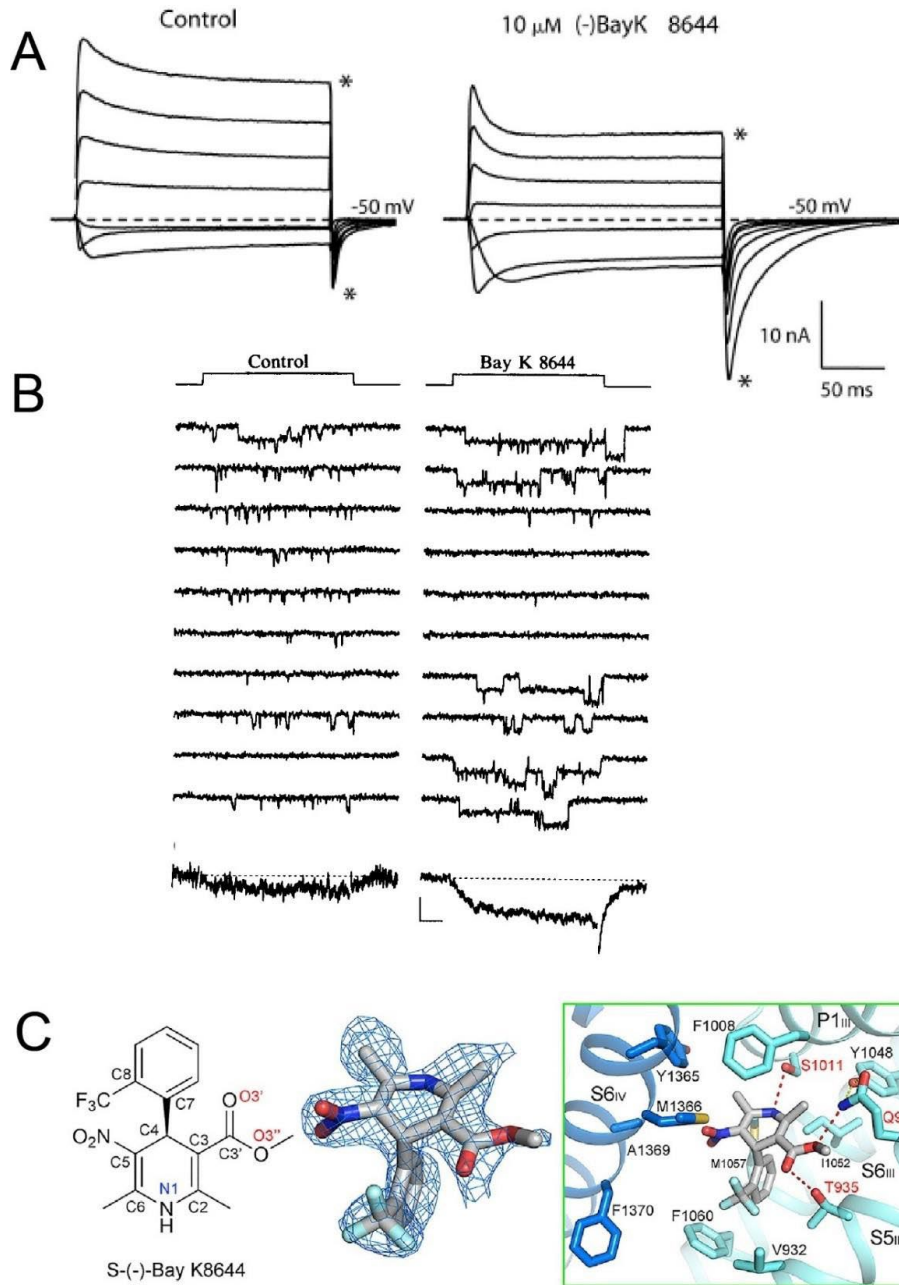 A
Control
10 µM (-)BayK 8644
*
*
-50 mV
*
*
-50 mV
10 nA
50 ms
B
Control
Bay K 8644
C
C8
F₃C
C7
O
O3'
O3''
O
C4
O₂N
C3
C3'
C5
N1
C6
N
H
C2
S-(-)-Bay K8644
F1008
P1III
Y1365
S1011
Y1048
S6IV
M1366
Q9
A1369
M1057
I1052
S6III
T935
F1370
F1060
S5II
V932